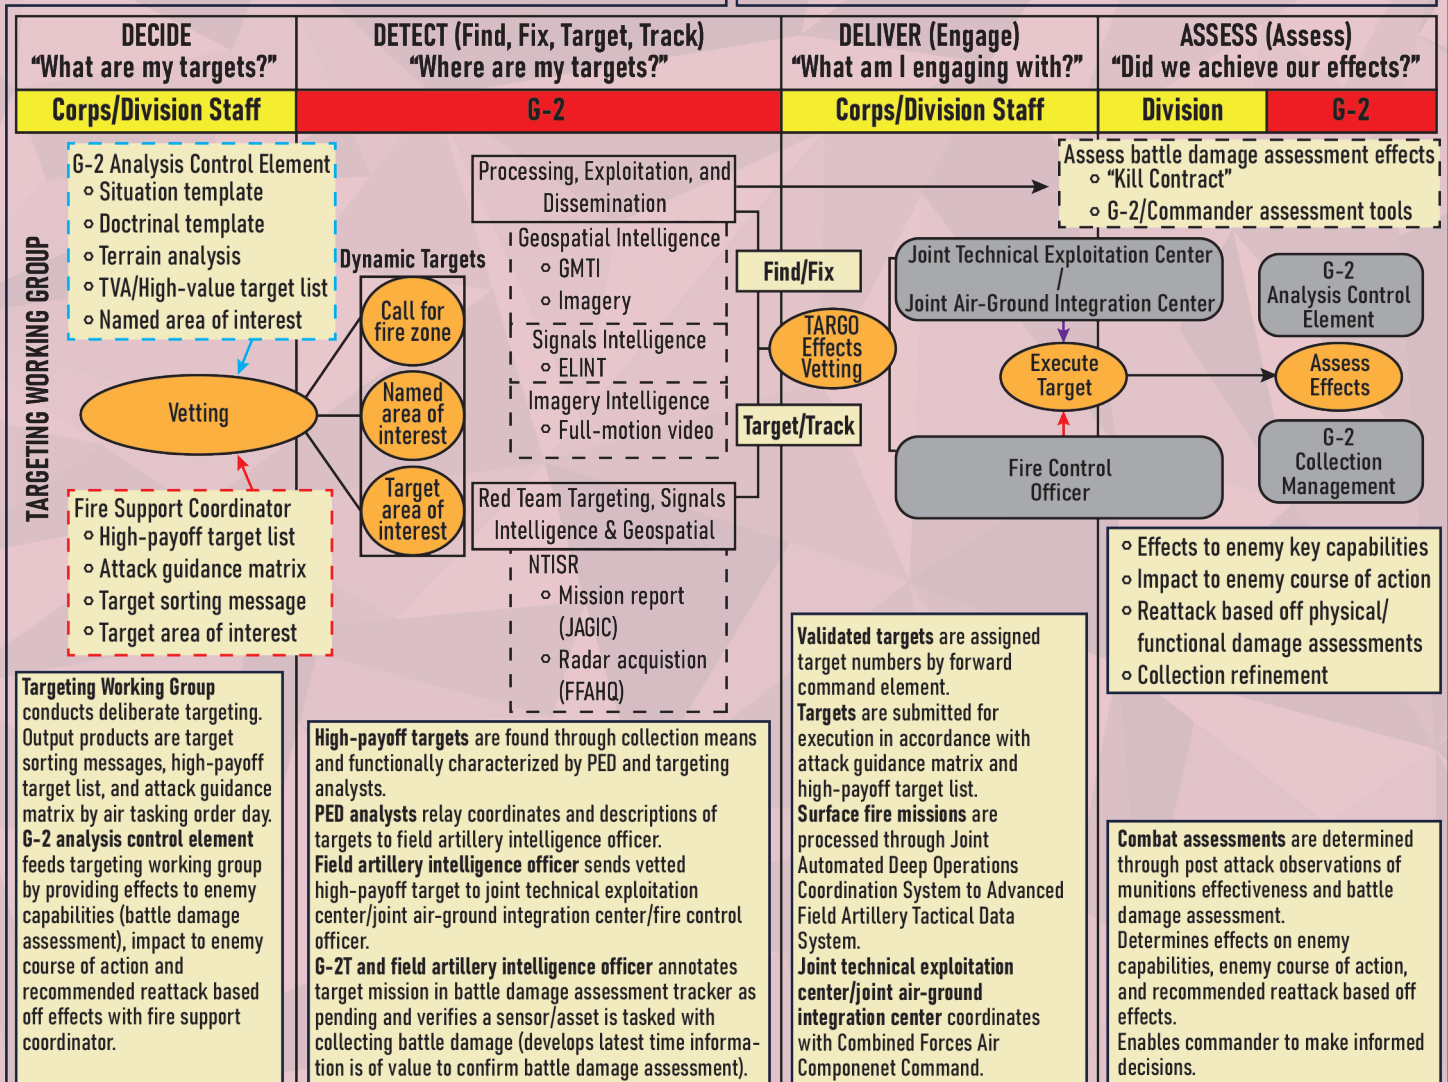 DECIDE
“What are my targets?”
DETECT (Find, Fix, Target, Track)
“Where are my targets?”
DELIVER (Engage)
“What am I engaging with?”
ASSESS (Assess)
“Did we achieve our effects?”
Corps/Division Staff
G-2
Corps/Division Staff
Division
G-2
TARGETING WORKING GROUP
G-2 Analysis Control Element
Situation template
Doctrinal template
Terrain analysis
TVA/High-value target list
Named area of interest
Vetting
Fire Support Coordinator
High-payoff target list
Attack guidance matrix
Target sorting message
Target area of interest
Targeting Working Group
conducts deliberate targeting.
Output products are target
sorting messages, high-payoff
target list, and attack guidance
matrix by air tasking order day.
G-2 analysis control element
feeds targeting working group
by providing effects to enemy
capabilities (battle damage
assessment), impact to enemy
course of action and
recommended reattack based
off effects with fire support
coordinator.
Dynamic Targets
Call for
fire zone
Named
area of
interest
Target
area of
interest
Processing, Exploitation, and
Dissemination
Geospatial Intelligence
GMTI
Imagery
Signals Intelligence
ELINT
Imagery Intelligence
Full-motion video
Red Team Targeting, Signals
Intelligence & Geospatial
NTISR
Mission report
(JAGIC)
Radar acquistion
(FFAHQ)
High-payoff targets are found through collection means
and functionally characterized by PED and targeting
analysts.
PED analysts relay coordinates and descriptions of
targets to field artillery intelligence officer.
Field artillery intelligence officer sends vetted
high-payoff target to joint technical exploitation
center/joint air-ground integration center/fire control
officer.
G-2T and field artillery intelligence officer annotates
target mission in battle damage assessment tracker as
pending and verifies a sensor/asset is tasked with
collecting battle damage (develops latest time informa-
tion is of value to confirm battle damage assessment).
Find/Fix
TARGO
Effects
Vetting
Target/Track
Joint Technical Exploitation Center
/
Joint Air-Ground Integration Center
Execute
Target
Fire Control
Officer
Validated targets are assigned
target numbers by forward
command element.
Targets are submitted for
execution in accordance with
attack guidance matrix and
high-payoff target list.
Surface fire missions are
processed through Joint
Automated Deep Operations
Coordination System to Advanced
Field Artillery Tactical Data
System.
Joint technical exploitation
center/joint air-ground
integration center coordinates
with Combined Forces Air
Componenet Command.
Assess battle damage assessment effects
“Kill Contract”
G-2/Commander assessment tools
G-2
Analysis Control
Element
Assess
Effects
G-2
Collection
Management
Effects to enemy key capabilities
Impact to enemy course of action
Reattack based off physical/
functional damage assessments
Collection refinement
Combat assessments are determined
through post attack observations of
munitions effectiveness and battle
damage assessment.
Determines effects on enemy
capabilities, enemy course of action,
and recommended reattack based off
effects.
Enables commander to make informed
decisions.